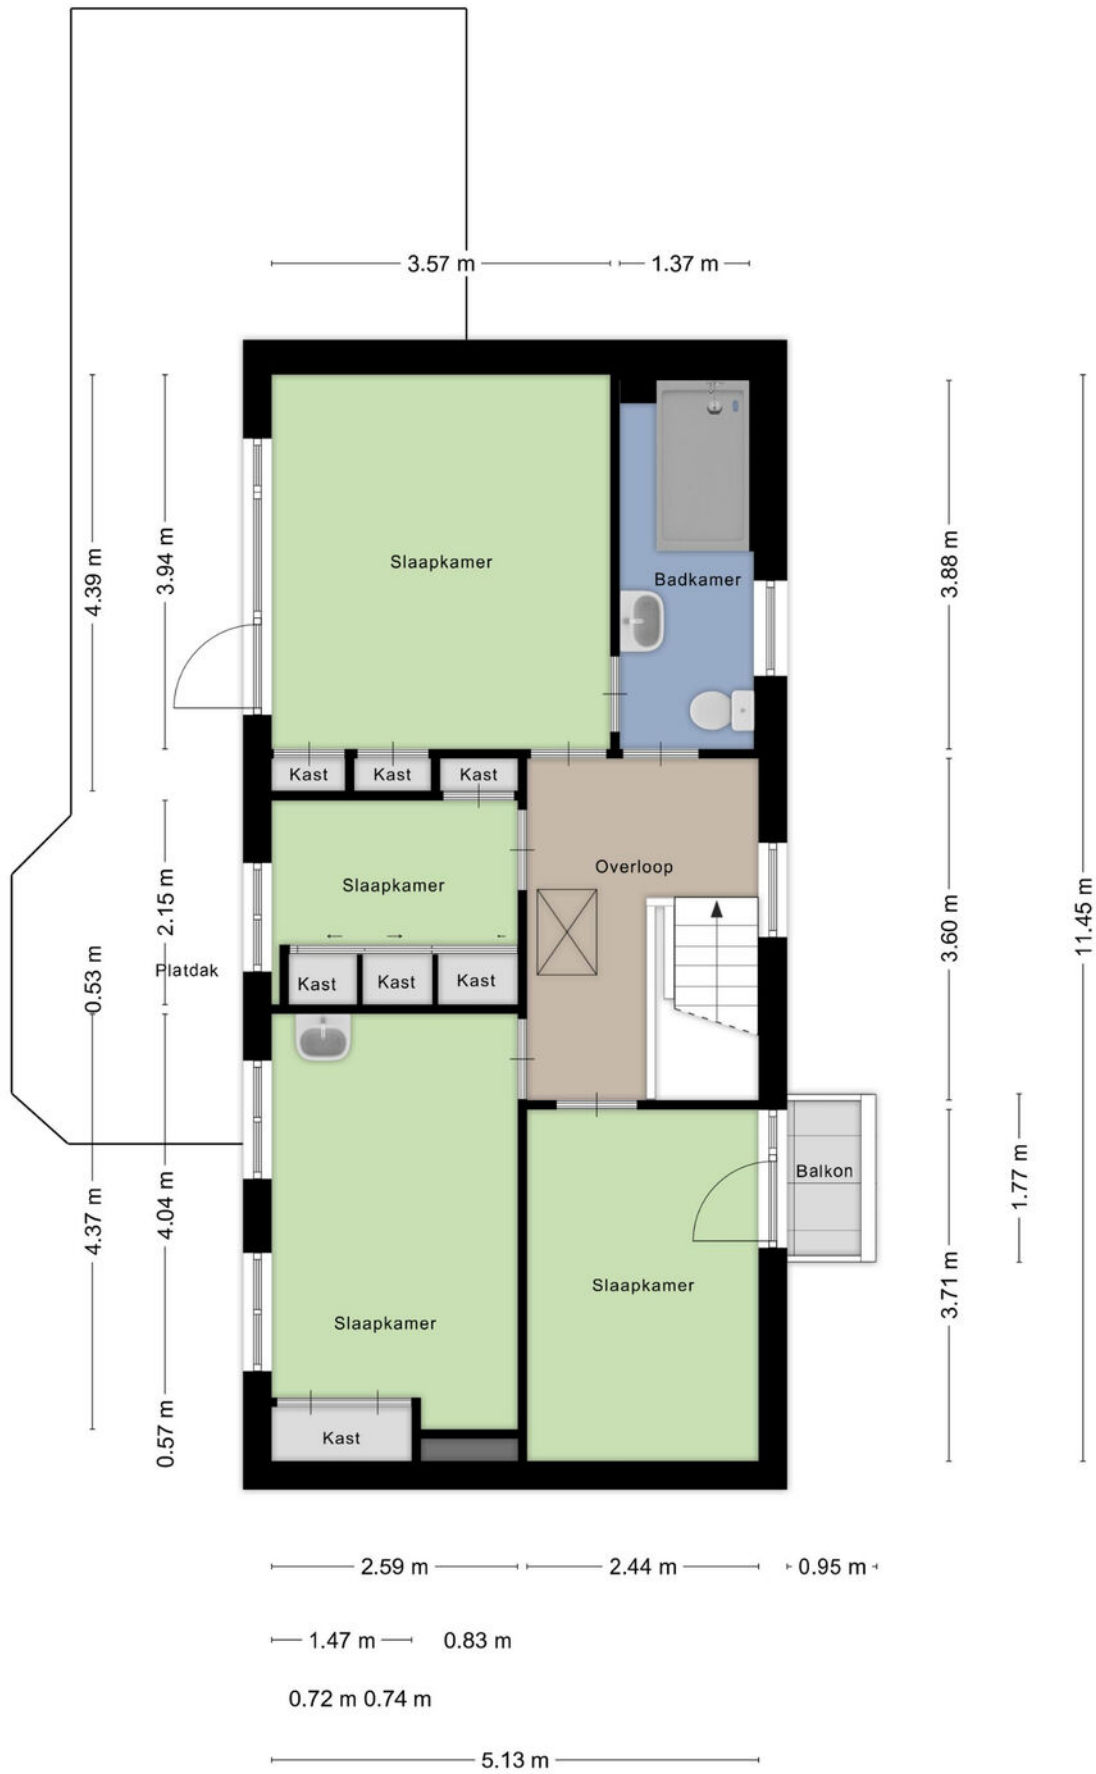 3.57 m
1.37 m
4.39 m
3.94 m
3.88 m
Slaapkamer
Badkamer
Kast
Kast
Kast
Overloop
Slaapkamer
2.15 m
3.60 m
11.45 m
0.53 m
Platdak
Kast
Kast
Kast
Balkon
1.77 m
4.37 m
4.04 m
3.71 m
Slaapkamer
Slaapkamer
0.57 m
Kast
2.59 m
2.44 m
0.95 m
1.47 m
0.83 m
0.72 m 0.74 m
5.13 m